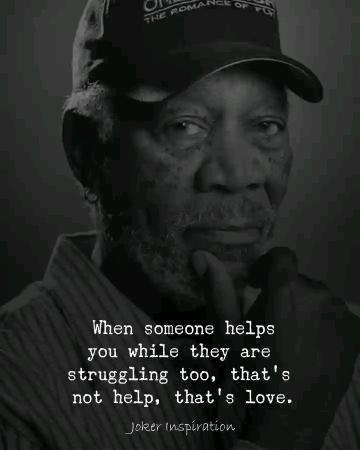 THE ROMANCE OF FLY
When someone helps
you while they are
struggling too, that's
not help, that's love.
Joker Inspiration